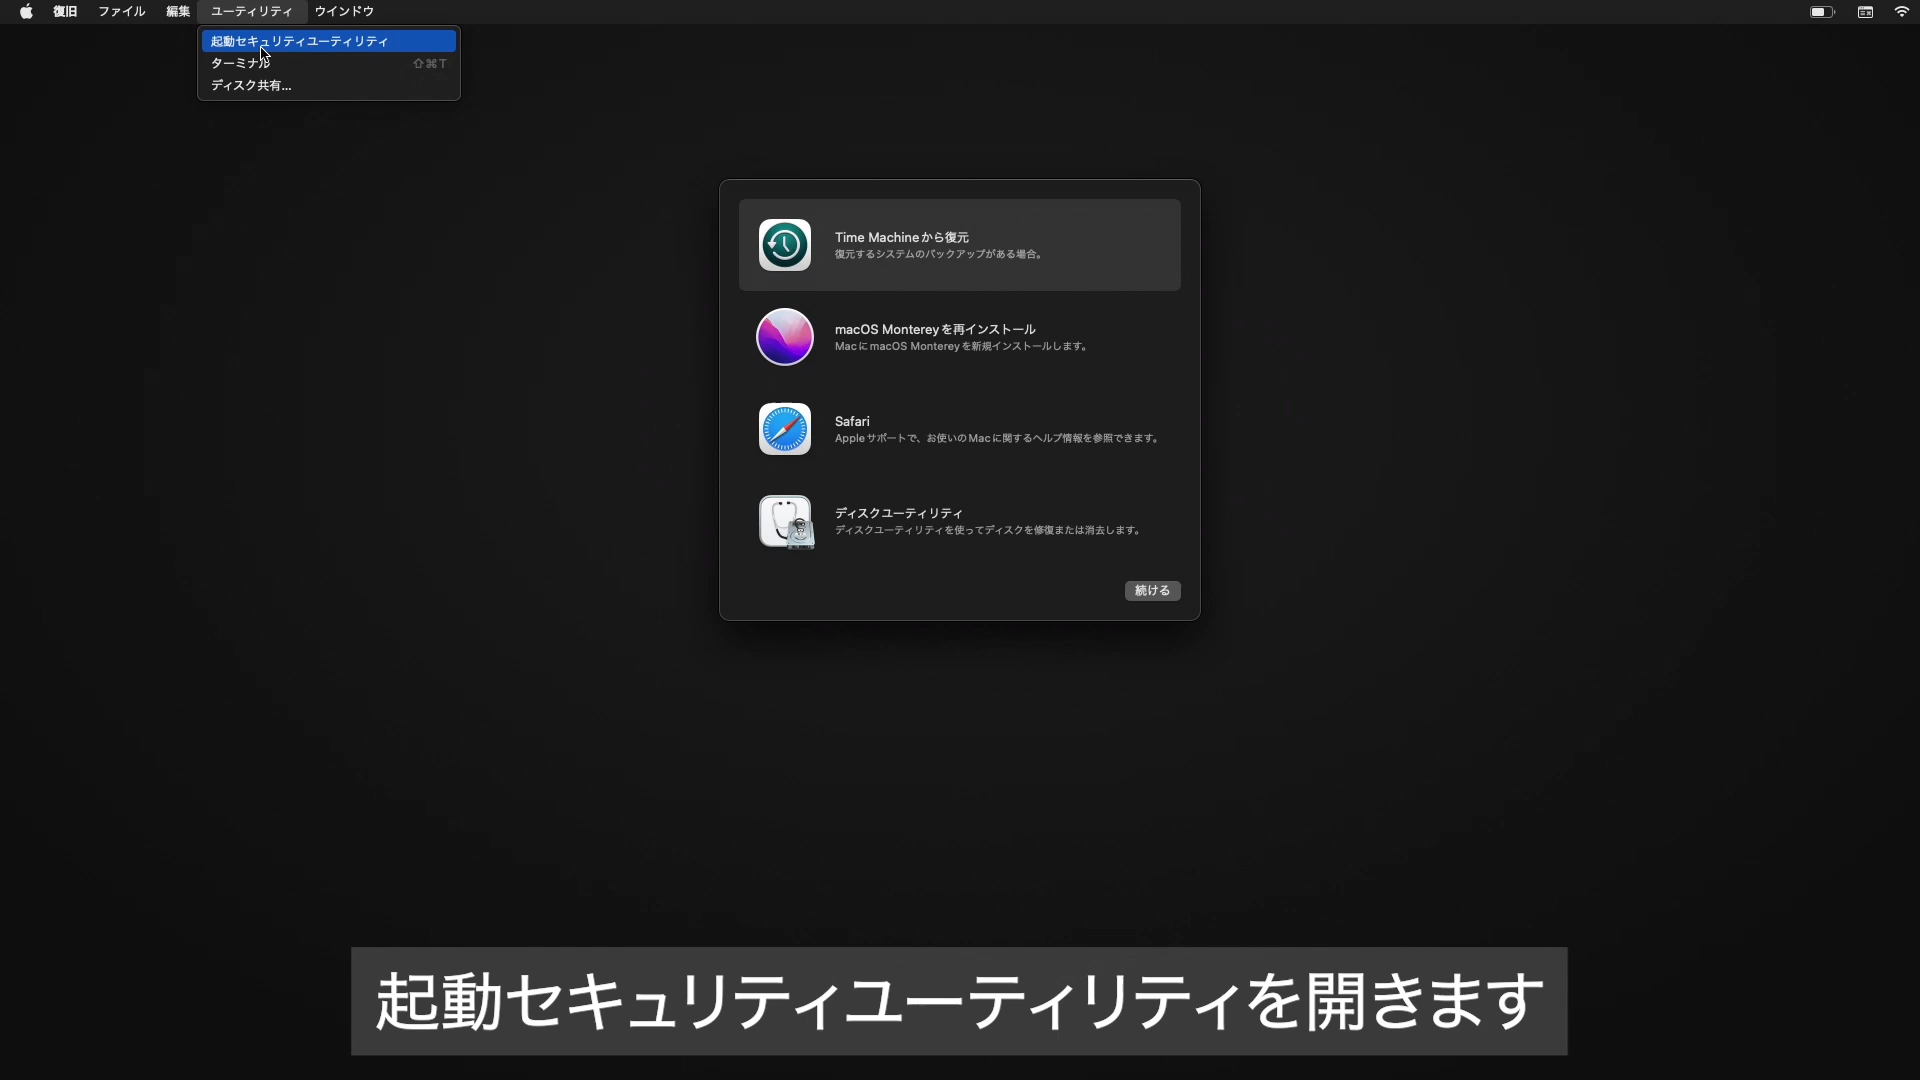 復旧 ファイル 編集 ユーティリティ ウインドウ
起動セキュリティユーティリティ
ターミナル ⇧⌘T
ディスク共有...
Time Machineから復元
復元するシステムのバックアップがある場合。
macOS Montereyを再インストール
MacにmacOS Montereyを新規インストールします。
Safari
Appleサポートで、お使いのMacに関するヘルプ情報を参照できます。
ディスクユーティリティ
ディスクユーティリティを使ってディスクを修復または消去します。
続ける
起動セキュリティユーティリティを開きます